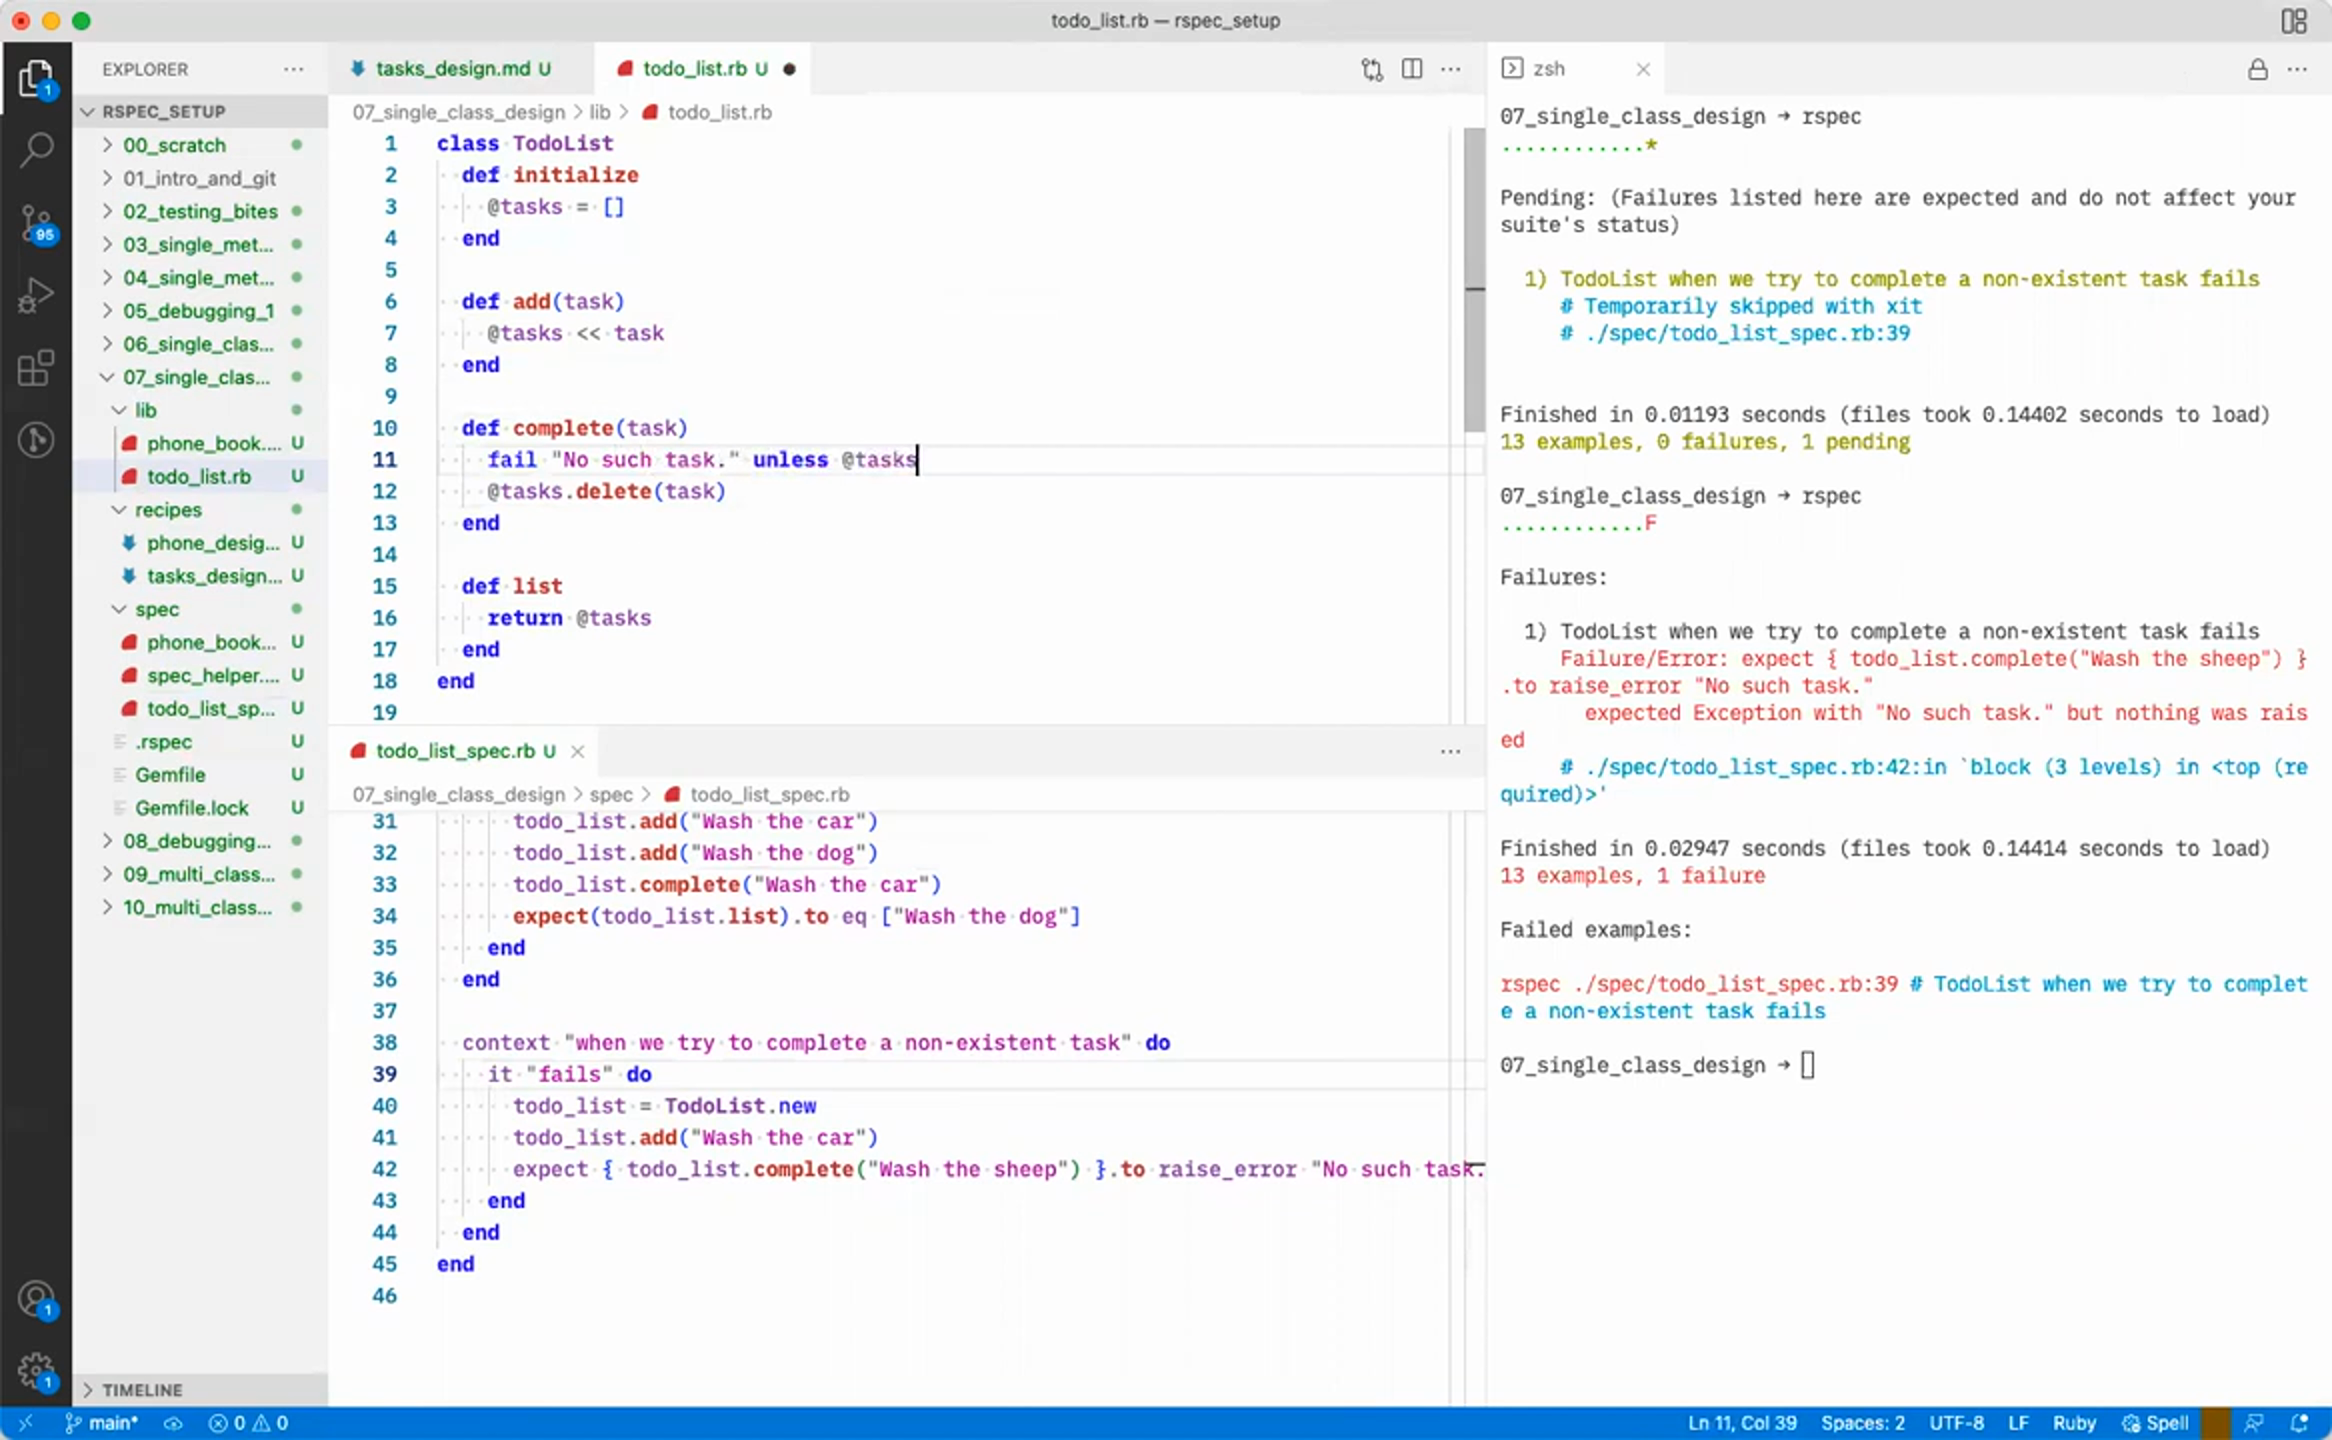 todo_list.rb — rspec_setup
EXPLORER ···
RSPEC_SETUP
00_scratch
01_intro_and_git
02_testing_bites
03_single_met...
04_single_met...
05_debugging_1
06_single_clas...
07_single_clas...
lib
phone_book.... U
todo_list.rb U
recipes
phone_desig... U
tasks_design... U
spec
phone_book... U
spec_helper.... U
todo_list_sp... U
.rspec U
Gemfile U
Gemfile.lock U
08_debugging...
09_multi_class...
10_multi_class...
TIMELINE
1
95
1
1
tasks_design.md U
todo_list.rb U ●
07_single_class_design > lib > todo_list.rb
1 class TodoList
2 def initialize
3 @tasks = []
4 end
5
6 def add(task)
7 @tasks << task
8 end
9
10 def complete(task)
11 fail "No such task." unless @tasks
12 @tasks.delete(task)
13 end
14
15 def list
16 return @tasks
17 end
18 end
19
todo_list_spec.rb U ×
07_single_class_design > spec > todo_list_spec.rb
31 todo_list.add("Wash the car")
32 todo_list.add("Wash the dog")
33 todo_list.complete("Wash the car")
34 expect(todo_list.list).to eq ["Wash the dog"]
35 end
36 end
37
38 context "when we try to complete a non-existent task" do
39 it "fails" do
40 todo_list = TodoList.new
41 todo_list.add("Wash the car")
42 expect { todo_list.complete("Wash the sheep") }.to raise_error "No such task.
43 end
44 end
45 end
46
zsh
07_single_class_design → rspec
............*
Pending: (Failures listed here are expected and do not affect your
suite's status)
1) TodoList when we try to complete a non-existent task fails
# Temporarily skipped with xit
# ./spec/todo_list_spec.rb:39
Finished in 0.01193 seconds (files took 0.14402 seconds to load)
13 examples, 0 failures, 1 pending
07_single_class_design → rspec
............F
Failures:
1) TodoList when we try to complete a non-existent task fails
Failure/Error: expect { todo_list.complete("Wash the sheep") }
.to raise_error "No such task."
expected Exception with "No such task." but nothing was rais
ed
# ./spec/todo_list_spec.rb:42:in `block (3 levels) in <top (re
quired)>'
Finished in 0.02947 seconds (files took 0.14414 seconds to load)
13 examples, 1 failure
Failed examples:
rspec ./spec/todo_list_spec.rb:39 # TodoList when we try to complet
e a non-existent task fails
07_single_class_design →
main* 0 0 Ln 11, Col 39 Spaces: 2 UTF-8 LF Ruby Spell